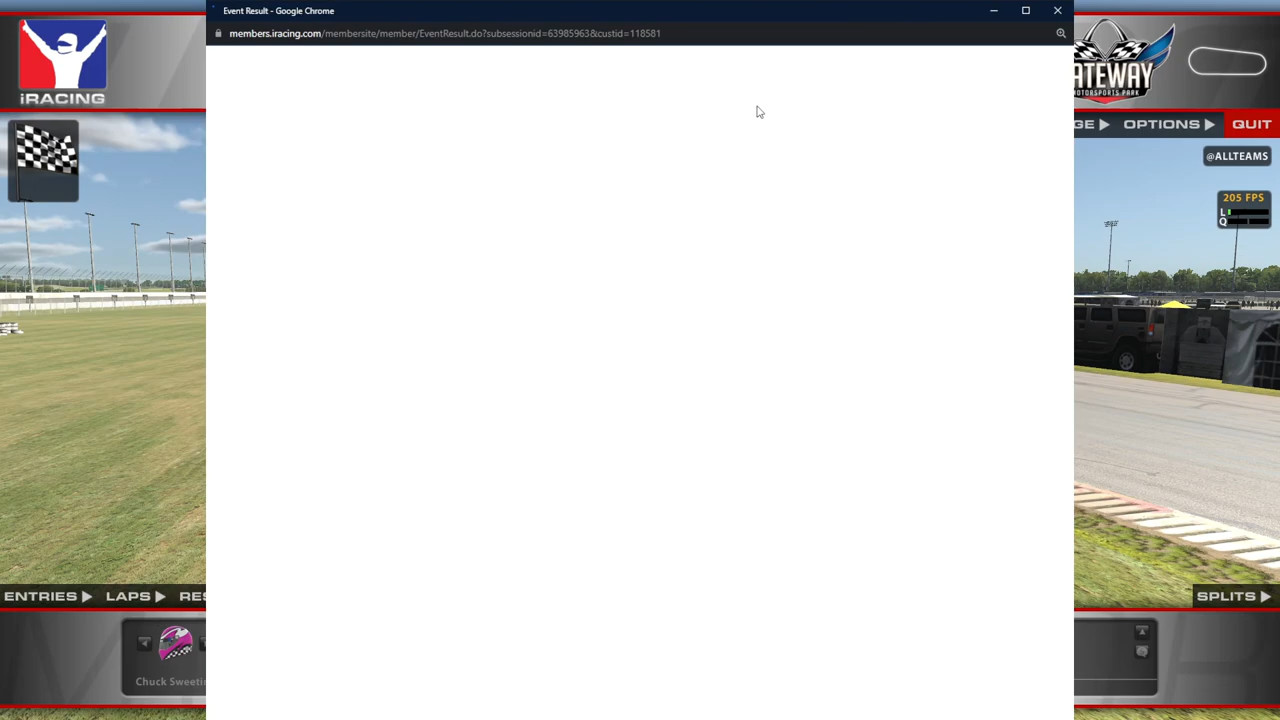 Event Result - Google Chrome
members.iracing.com/membersite/member/EventResult.do?subsessionid=63985963&custid=118581
iRACING
ATEWAY
MOTORSPORTS PARK
GE OPTIONS QUIT
@ALLTEAMS
205 FPS
L
Q
ENTRIES LAPS RES
SPLITS
Chuck Sweeti